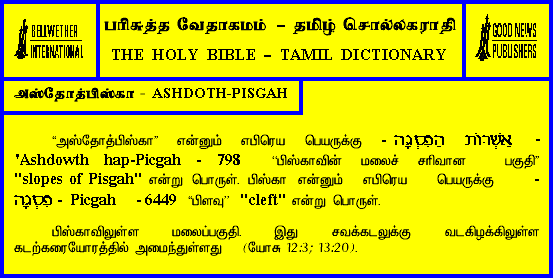 BELLWETHER
INTERNATIONAL
பரிசுத்த வேதாகமம் – தமிழ் சொல்லகராதி
THE HOLY BIBLE – TAMIL DICTIONARY
GOOD NEWS
PUBLISHERS
அஸ்தோத்பிஸ்கா - ASHDOTH-PISGAH
“அஸ்தோத்பிஸ்கா” என்னும் எபிரெய பெயருக்கு - אַשְׁדּוֹת הַפִּסְגָּה -
'Ashdowth hap-Picgah - 798 “பிஸ்காவின் மலைச் சரிவான பகுதி”
"slopes of Pisgah" என்று பொருள். பிஸ்கா என்னும் எபிரெய பெயருக்கு -
פִּסְגָּה - Picgah -6449 “பிளவு” "cleft" என்று பொருள்.
பிஸ்காவிலுள்ள மலைப்பகுதி. இது சவக்கடலுக்கு வடகிழக்கிலுள்ள
கடற்கரையோரத்தில் அமைந்துள்ளது (யோசு 12:3; 13:20).